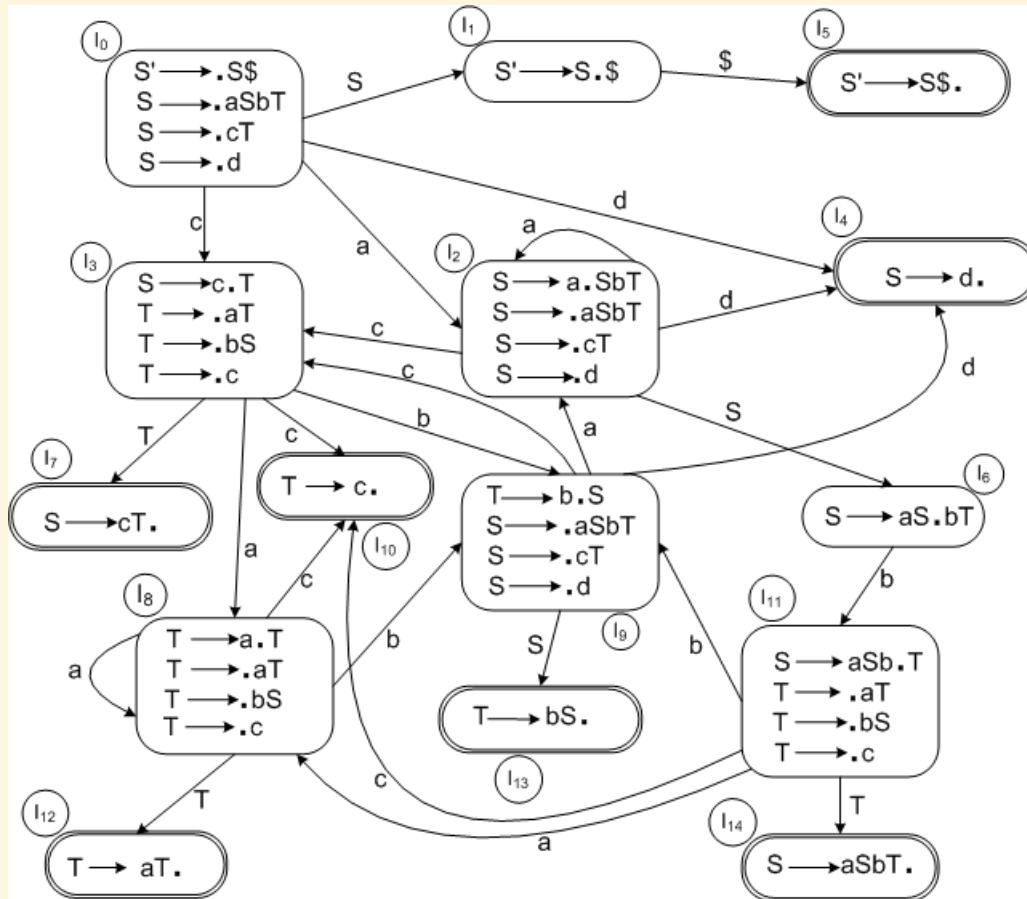 I0
S' → .S$
S → .aSbT
S → .cT
S → .d
I1
S' → S.$
I5
S' → S$.
S
$
c
a
d
I3
S → c.T
T → .aT
T → .bS
T → .c
I2
a
S → a.SbT
S → .aSbT
S → .cT
S → .d
I4
S → d.
c
d
c
b
a
S
d
T
c
a
I7
S → cT.
T → c.
I10
T → b.S
S → .aSbT
S → .cT
S → .d
I9
I6
S → aS.bT
b
I8
a
T → a.T
T → .aT
T → .bS
T → .c
c
b
S
b
I11
S → aSb.T
T → .aT
T → .bS
T → .c
T → bS.
I13
c
a
T
I12
T → aT.
T
I14
S → aSbT.